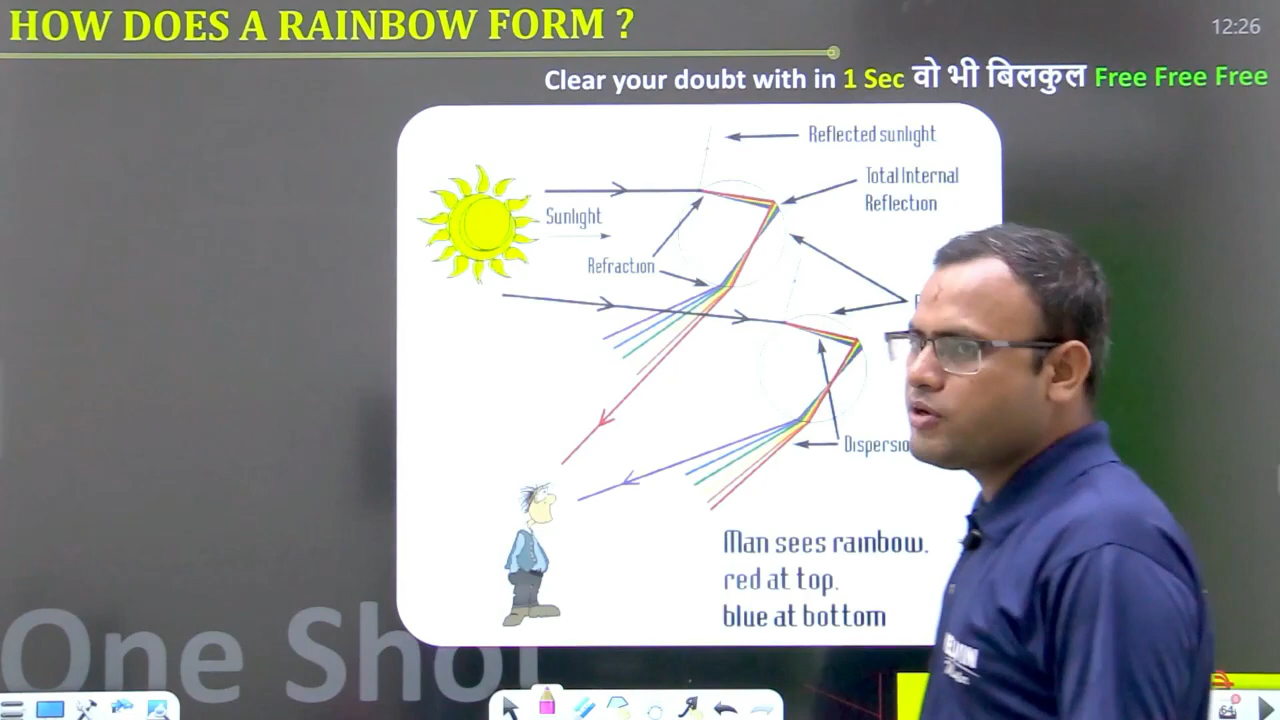 HOW DOES A RAINBOW FORM ?
12:26
Clear your doubt with in 1 Sec वो भी बिलकुल Free Free Free
Reflected sunlight
Total Internal
Reflection
Sunlight
Refraction
Dispersio
Man sees rainbow.
red at top.
blue at bottom
One Shot
64